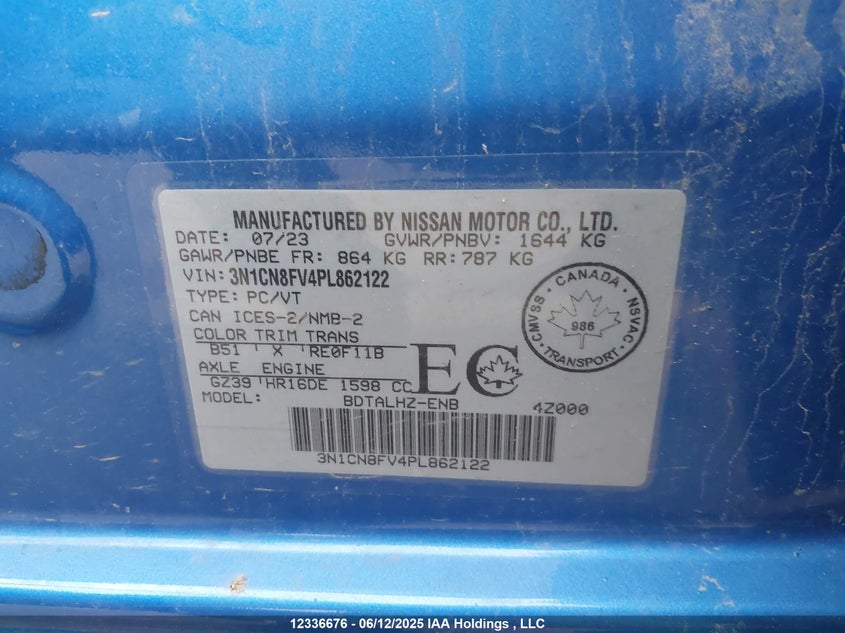 MANUFACTURED BY NISSAN MOTOR CO., LTD.
DATE: 07/23 GVWR/PNBV: 1644 KG
GAWR/PNBE FR: 864 KG RR: 787 KG
VIN: 3N1CN8FV4PL862122
TYPE: PC/VT
CAN ICES-2/NMB-2
COLOR TRIM TRANS
B51 X RE0F11B
AXLE ENGINE
GZ39 HR16DE 1598 CC
MODEL: BDTALHZ-ENB 4Z000
EC
CANADA
CMVSS
NSVAC
986
TRANSPORT
3N1CN8FV4PL862122
12336676 - 06/12/2025 IAA Holdings , LLC